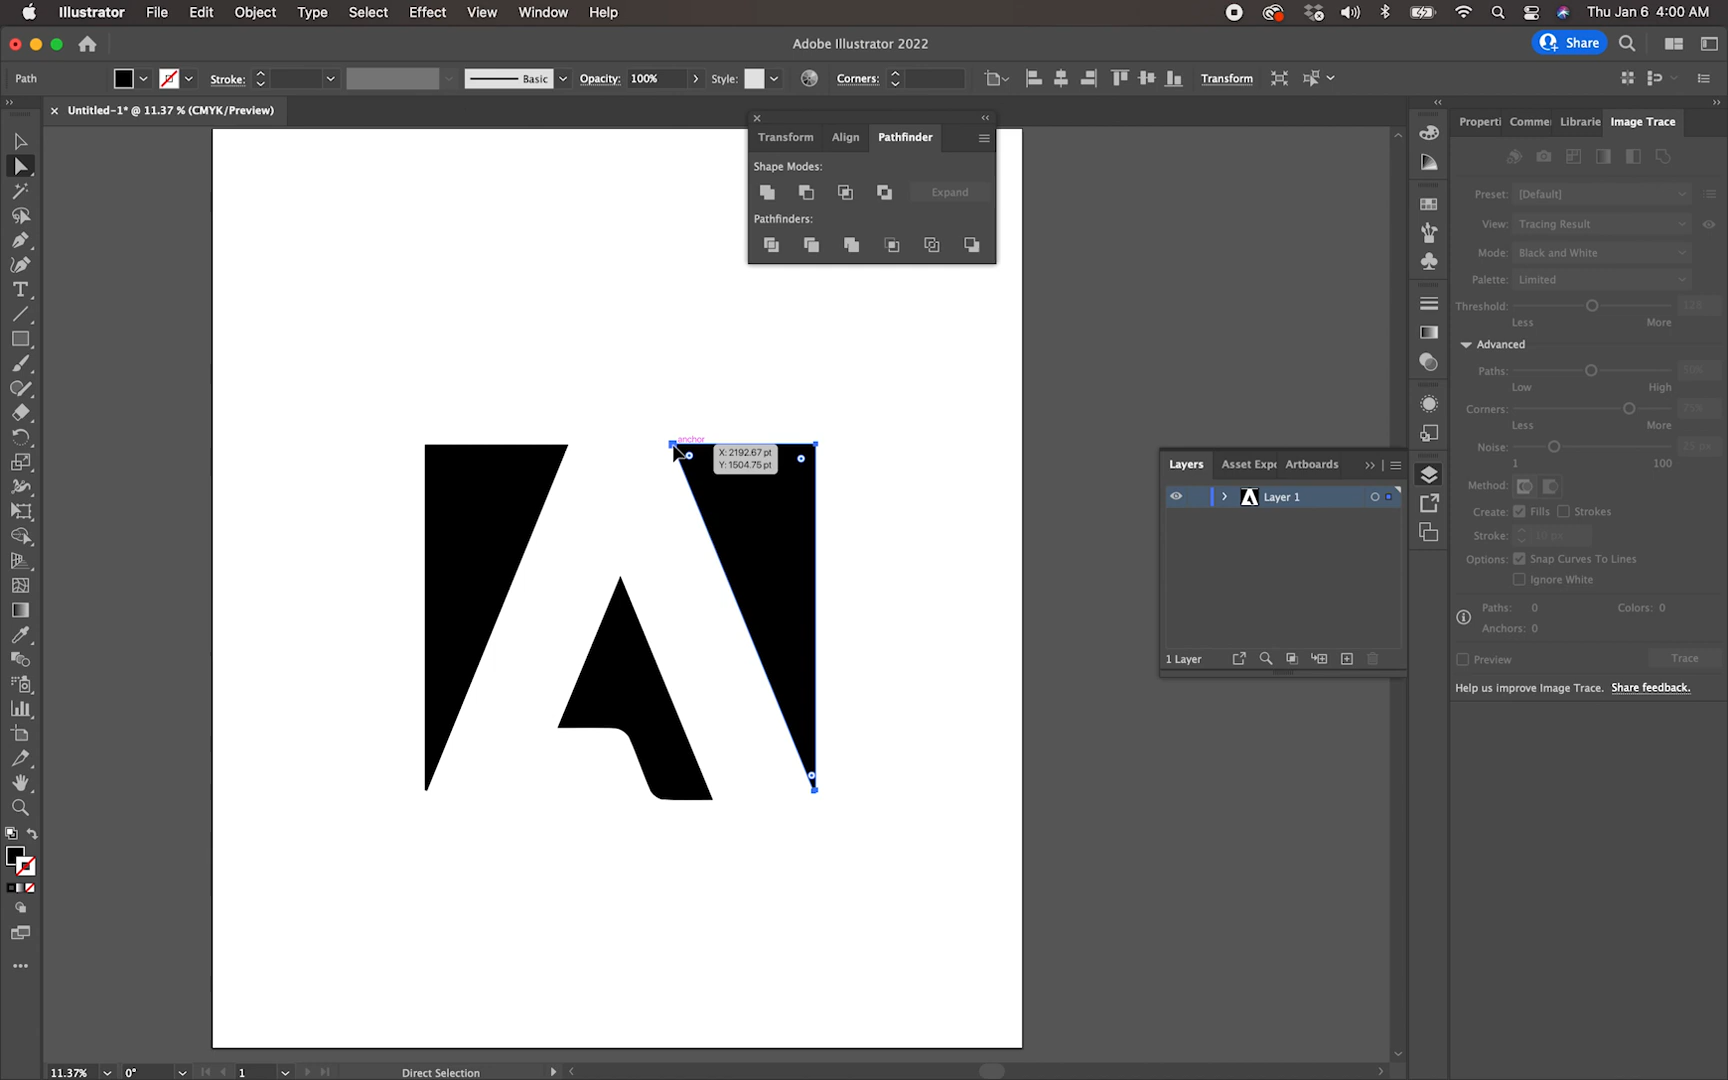 Illustrator File Edit Object Type Select Effect View Window Help
Thu Jan 6 4:00 AM
Adobe Illustrator 2022
Share
Path
Stroke:
Basic
Opacity: 100%
Style:
Corners:
Transform
× Untitled-1* @ 11.37 % (CMYK/Preview)
Transform Align Pathfinder
Shape Modes:
Expand
Pathfinders:
anchor
X: 2192.67 pt
Y: 1504.75 pt
Layers Asset Expo Artboards
Layer 1
1 Layer
Properti Comme Librarie Image Trace
Preset: [Default]
View: Tracing Result
Mode: Black and White
Palette: Limited
Threshold:
Less More
Advanced
Paths: 50%
Low High
Corners: 75%
Less More
Noise: 25 px
1 100
Method:
Create: Fills Strokes
Stroke: 10 px
Options: Snap Curves To Lines
Ignore White
Paths: 0 Colors: 0
Anchors: 0
Preview Trace
Help us improve Image Trace. Share feedback.
11.37% 0° 1 Direct Selection